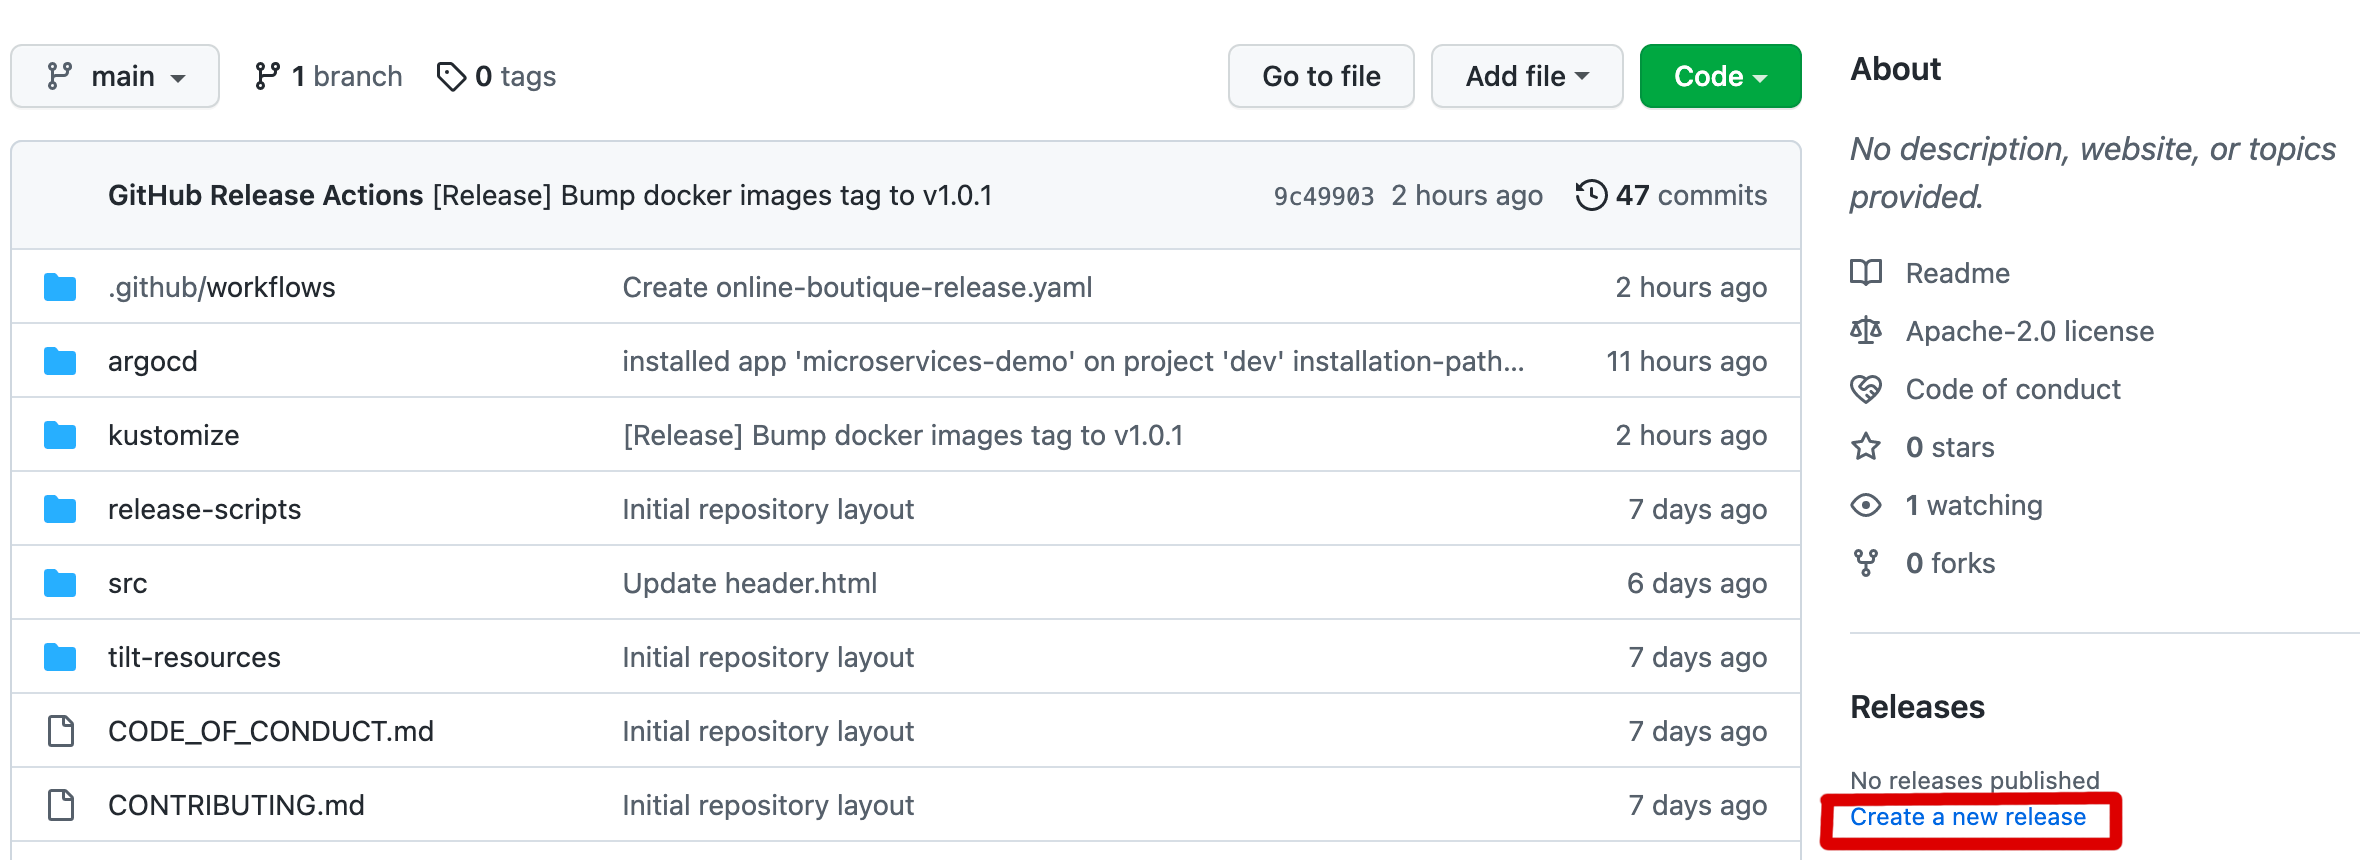 main
1 branch
0 tags
Go to file
Add file
Code
GitHub Release Actions [Release] Bump docker images tag to v1.0.1 9c49903 2 hours ago 47 commits
.github/workflows Create online-boutique-release.yaml 2 hours ago
argocd installed app 'microservices-demo' on project 'dev' installation-path... 11 hours ago
kustomize [Release] Bump docker images tag to v1.0.1 2 hours ago
release-scripts Initial repository layout 7 days ago
src Update header.html 6 days ago
tilt-resources Initial repository layout 7 days ago
CODE_OF_CONDUCT.md Initial repository layout 7 days ago
CONTRIBUTING.md Initial repository layout 7 days ago
About
No description, website, or topics
provided.
Readme
Apache-2.0 license
Code of conduct
0 stars
1 watching
0 forks
Releases
No releases published
Create a new release